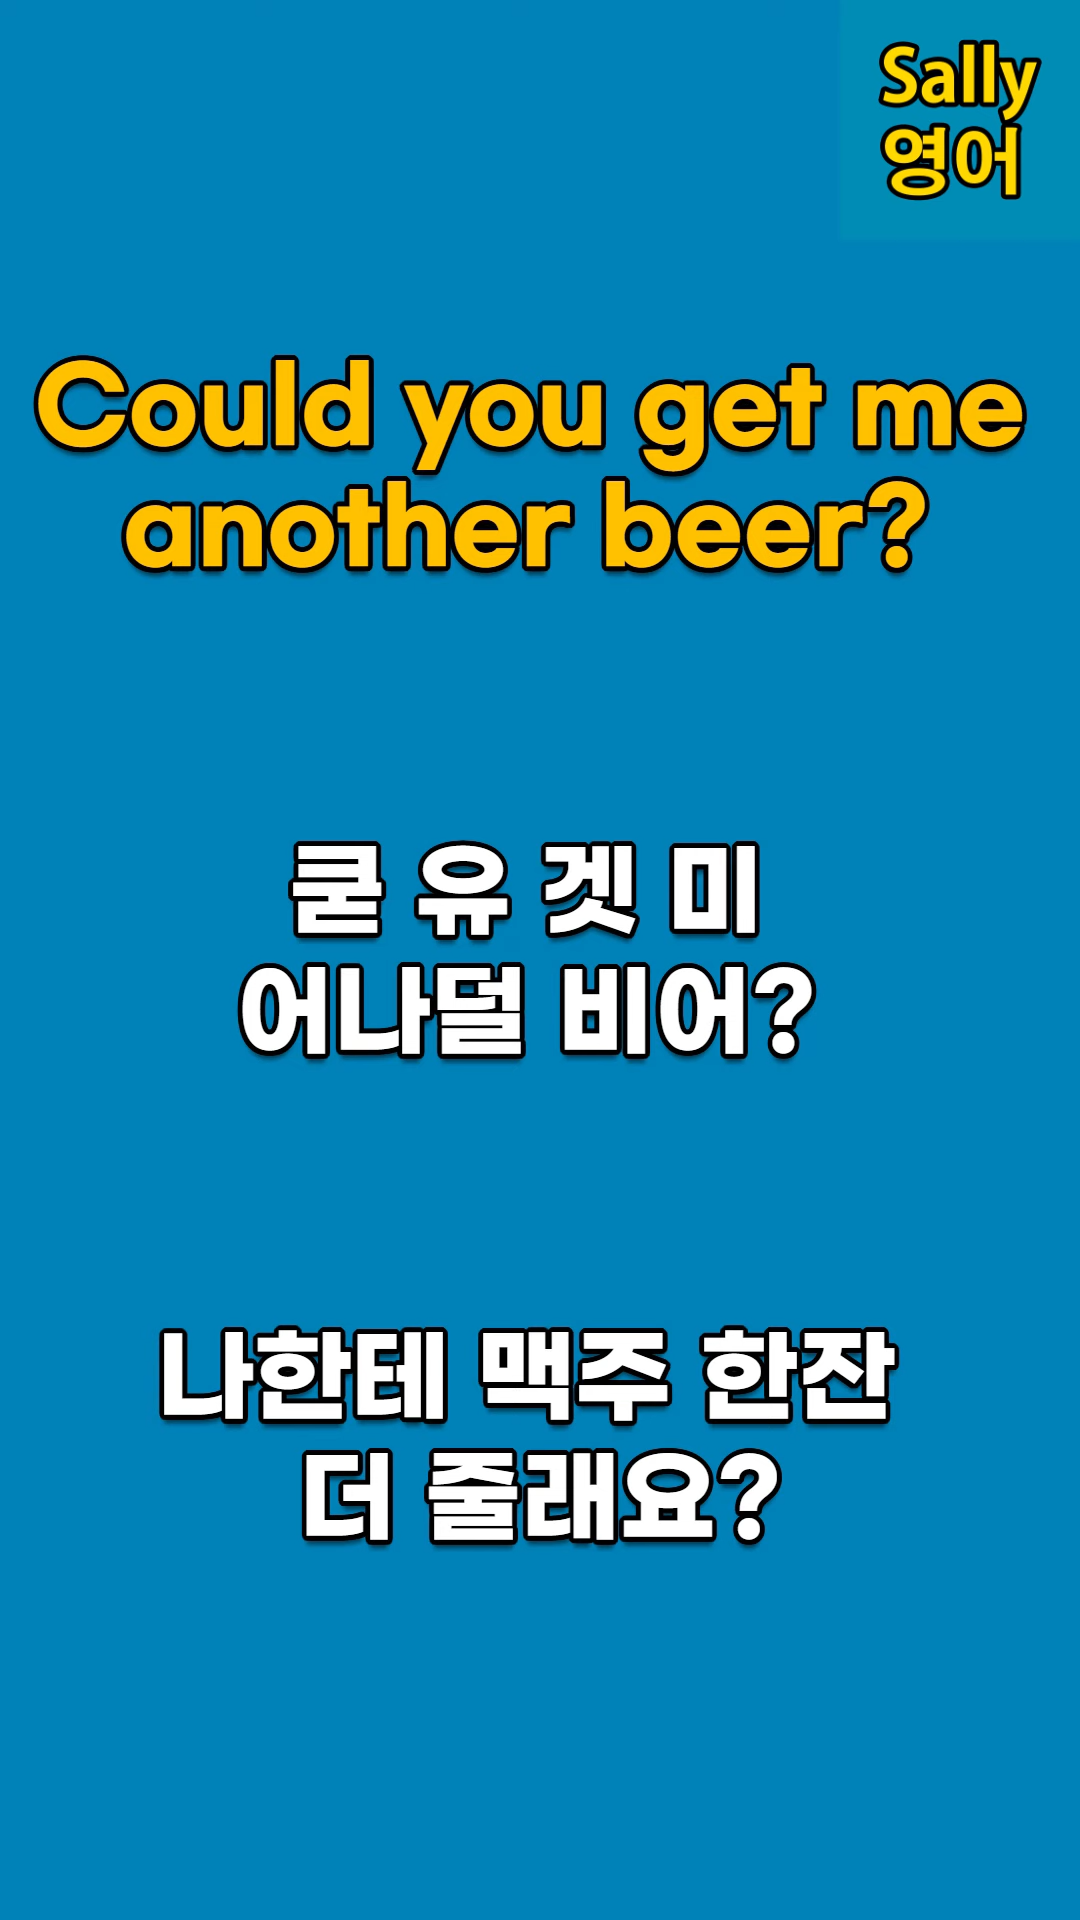 Sally
영어
Could you get me
another beer?
쿧 유 겟 미
어나덜 비어?
나한테 맥주 한잔
더 줄래요?